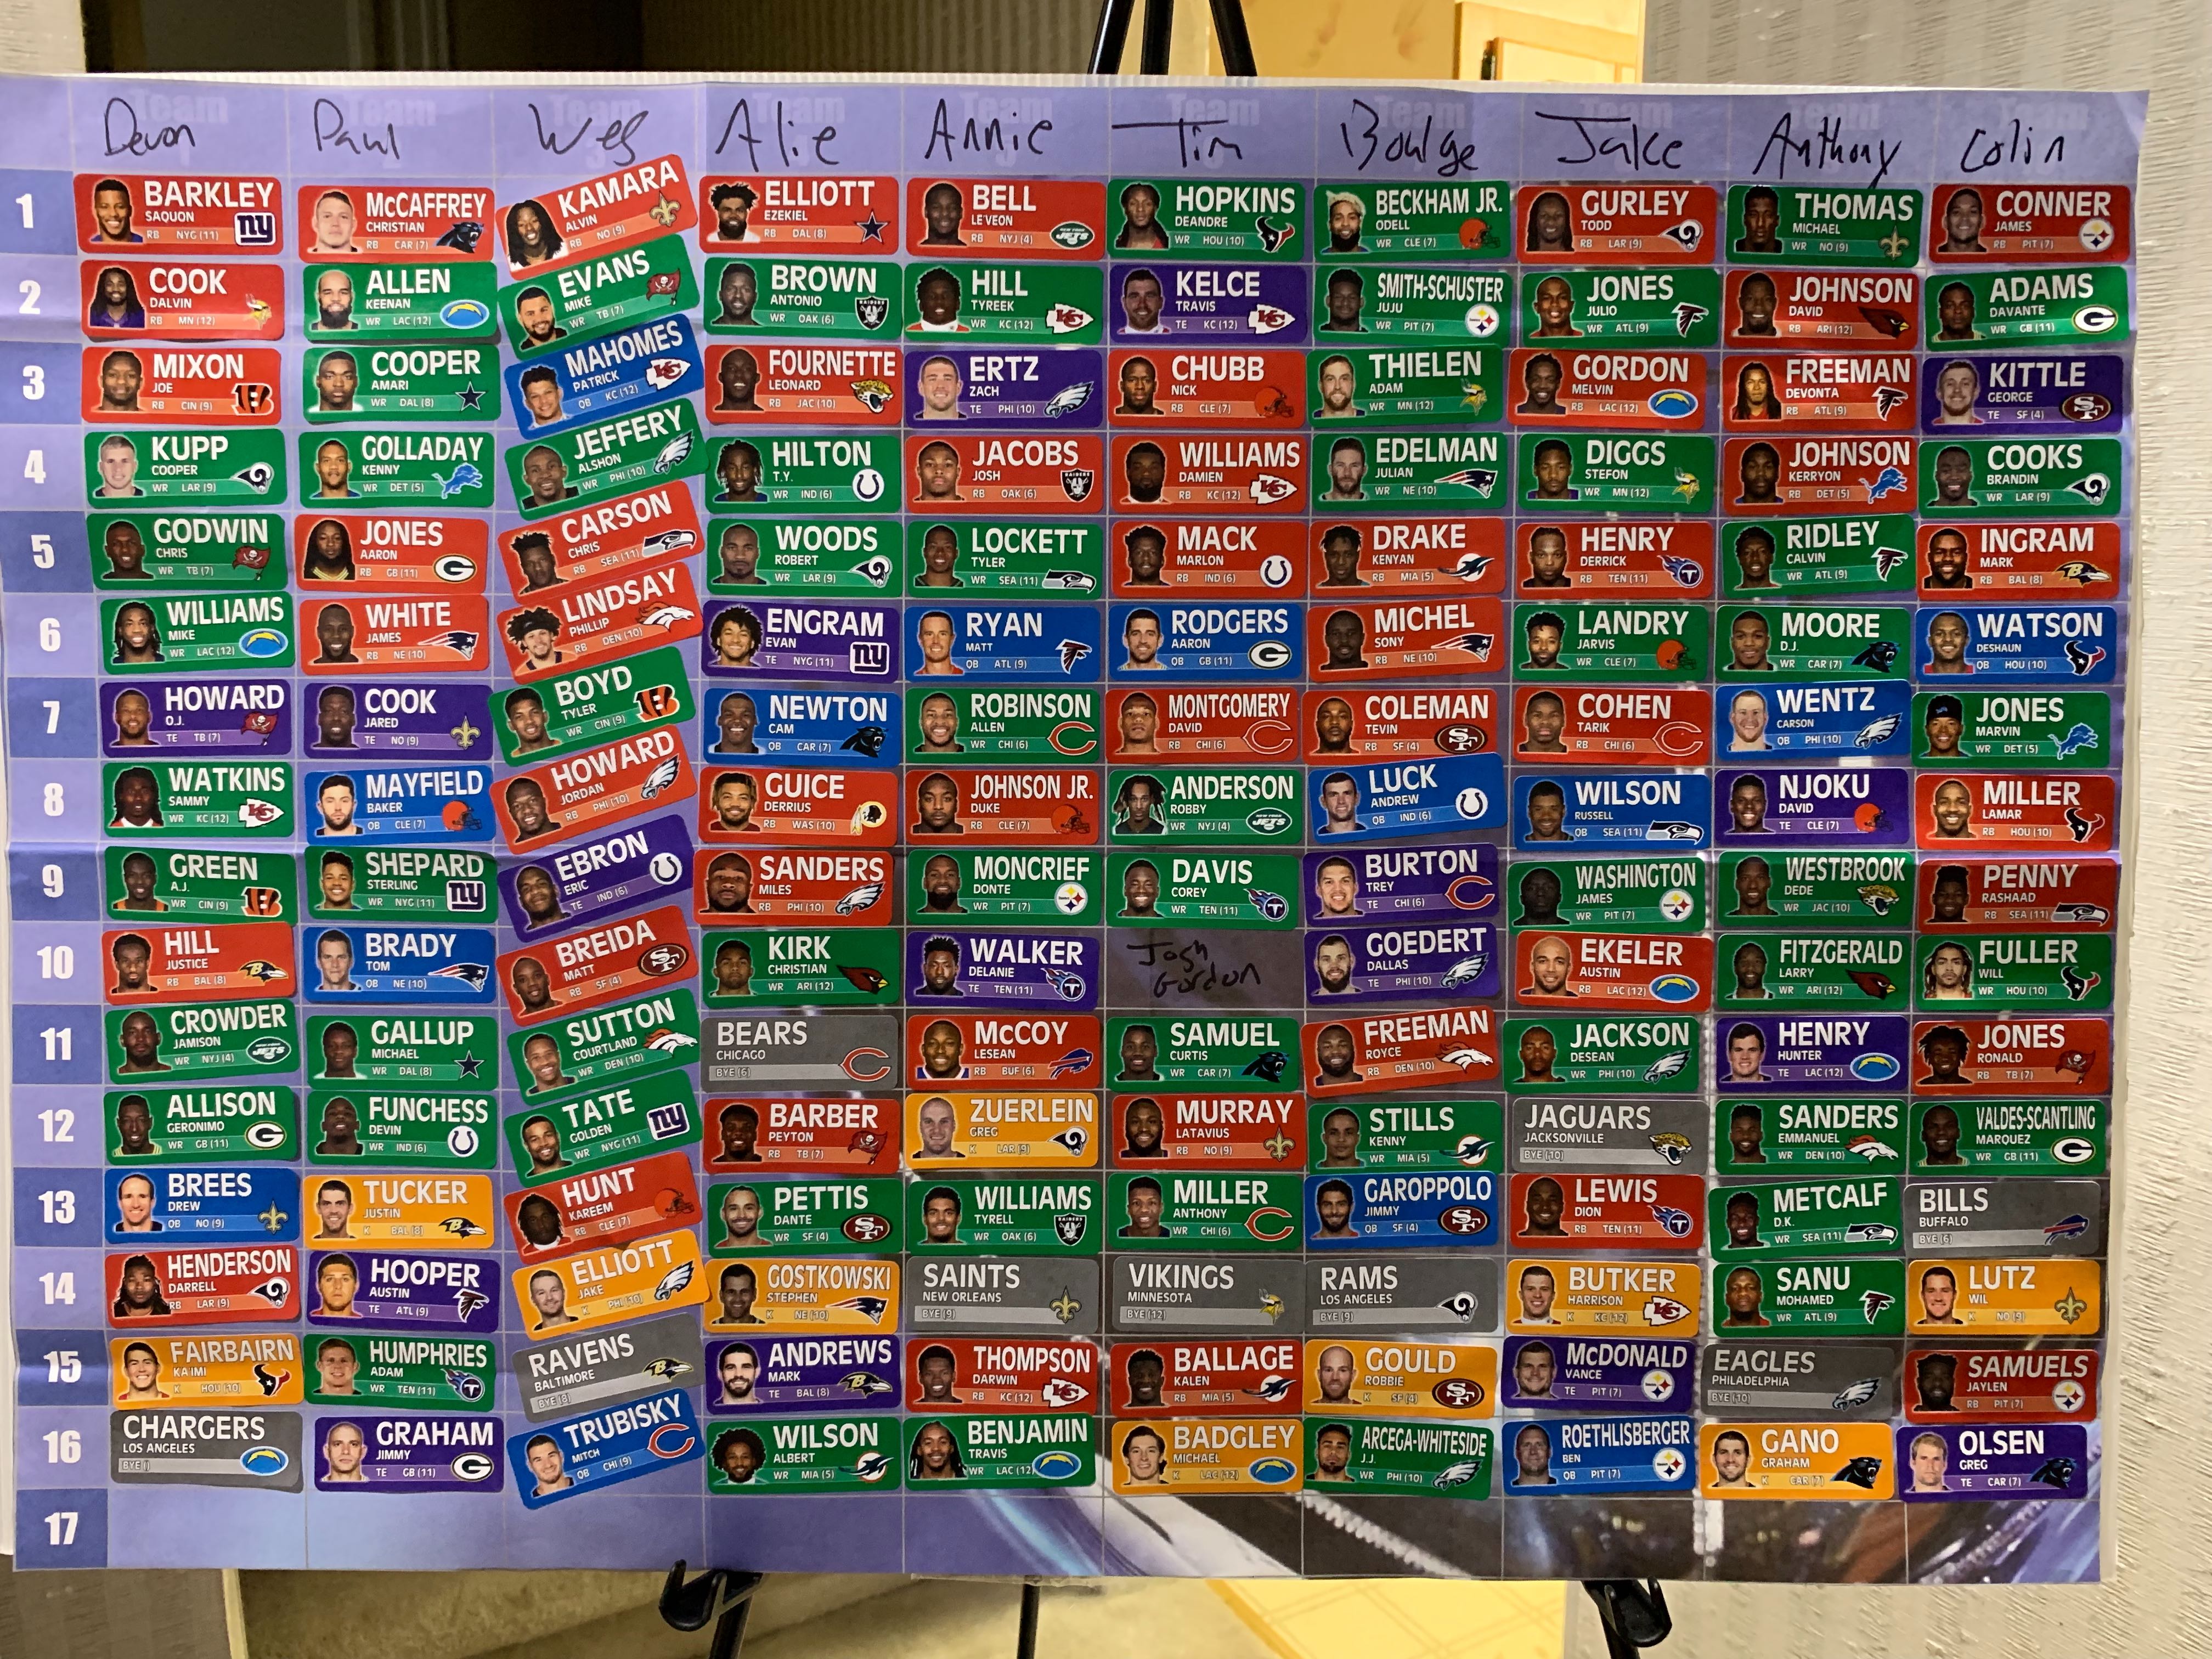 Team Team Team Team Team Team Team Team Team Team
Devon Paul Wes Alie Annie Tim Boulge Jake Anthony Colin
1
BARKLEY SAQUON RB NYG (11) ny
McCAFFREY CHRISTIAN RB CAR (7)
KAMARA ALVIN RB NO (9)
ELLIOTT EZEKIEL RB DAL (8)
BELL LE'VEON RB NYJ (4) JETS
HOPKINS DEANDRE WR HOU (10)
BECKHAM JR. ODELL WR CLE (7)
GURLEY TODD RB LAR (9)
THOMAS MICHAEL WR NO (9)
CONNER JAMES RB PIT (7)
2
COOK DALVIN RB MN (12)
ALLEN KEENAN WR LAC (12)
EVANS MIKE WR TB (7)
BROWN ANTONIO WR OAK (6) RAIDERS
HILL TYREEK WR KC (12) KC
KELCE TRAVIS TE KC (12) KC
SMITH-SCHUSTER JUJU WR PIT (7)
JONES JULIO WR ATL (9)
JOHNSON DAVID RB ARI (12)
ADAMS DAVANTE WR GB (11) G
3
MIXON JOE RB CIN (9)
COOPER AMARI WR DAL (8)
MAHOMES PATRICK QB KC (12) KC
FOURNETTE LEONARD RB JAC (10)
ERTZ ZACH TE PHI (10)
CHUBB NICK RB CLE (7)
THIELEN ADAM WR MN (12)
GORDON MELVIN RB LAC (12)
FREEMAN DEVONTA RB ATL (9)
KITTLE GEORGE TE SF (4) SF
4
KUPP COOPER WR LAR (9)
GOLLADAY KENNY WR DET (5)
JEFFERY ALSHON WR PHI (10)
HILTON T.Y. WR IND (6)
JACOBS JOSH RB OAK (6) RAIDERS
WILLIAMS DAMIEN RB KC (12) KC
EDELMAN JULIAN WR NE (10)
DIGGS STEFON WR MN (12)
JOHNSON KERRYON RB DET (5)
COOKS BRANDIN WR LAR (9)
5
GODWIN CHRIS WR TB (7)
JONES AARON RB GB (11) G
CARSON CHRIS RB SEA (11)
WOODS ROBERT WR LAR (9)
LOCKETT TYLER WR SEA (11)
MACK MARLON RB IND (6)
DRAKE KENYAN RB MIA (5)
HENRY DERRICK RB TEN (11)
RIDLEY CALVIN WR ATL (9)
INGRAM MARK RB BAL (8)
6
WILLIAMS MIKE WR LAC (12)
WHITE JAMES RB NE (10)
LINDSAY PHILLIP RB DEN (10)
ENGRAM EVAN TE NYG (11) ny
RYAN MATT QB ATL (9)
RODGERS AARON QB GB (11) G
MICHEL SONY RB NE (10)
LANDRY JARVIS WR CLE (7)
MOORE D.J. WR CAR (7)
WATSON DESHAUN QB HOU (10)
7
HOWARD O.J. TE TB (7)
COOK JARED TE NO (9)
BOYD TYLER WR CIN (9)
NEWTON CAM QB CAR (7)
ROBINSON ALLEN WR CHI (6) C
MONTGOMERY DAVID RB CHI (6) C
COLEMAN TEVIN RB SF (4) SF
COHEN TARIK RB CHI (6) C
WENTZ CARSON QB PHI (10)
JONES MARVIN WR DET (5)
8
WATKINS SAMMY WR KC (12) KC
MAYFIELD BAKER QB CLE (7)
HOWARD JORDAN RB PHI (10)
GUICE DERRIUS RB WAS (10)
JOHNSON JR. DUKE RB CLE (7)
ANDERSON ROBBY WR NYJ (4) JETS
LUCK ANDREW QB IND (6)
WILSON RUSSELL QB SEA (11)
NJOKU DAVID TE CLE (7)
MILLER LAMAR RB HOU (10)
9
GREEN A.J. WR CIN (9)
SHEPARD STERLING WR NYG (11) ny
EBRON ERIC TE IND (6)
SANDERS MILES RB PHI (10)
MONCRIEF DONTE WR PIT (7)
DAVIS COREY WR TEN (11)
BURTON TREY TE CHI (6) C
WASHINGTON JAMES WR PIT (7)
WESTBROOK DEDE WR JAC (10)
PENNY RASHAAD RB SEA (11)
10
HILL JUSTICE RB BAL (8)
BRADY TOM QB NE (10)
BREIDA MATT RB SF (4) SF
KIRK CHRISTIAN WR ARI (12)
WALKER DELANIE TE TEN (11)
Josh Gordon
GOEDERT DALLAS TE PHI (10)
EKELER AUSTIN RB LAC (12)
FITZGERALD LARRY WR ARI (12)
FULLER WILL WR HOU (10)
11
CROWDER JAMISON WR NYJ (4) JETS
GALLUP MICHAEL WR DAL (8)
SUTTON COURTLAND WR DEN (10)
BEARS CHICAGO BYE (6) C
McCOY LESEAN RB BUF (6)
SAMUEL CURTIS WR CAR (7)
FREEMAN ROYCE RB DEN (10)
JACKSON DESEAN WR PHI (10)
HENRY HUNTER TE LAC (12)
JONES RONALD RB TB (7)
12
ALLISON GERONIMO WR GB (11) G
FUNCHESS DEVIN WR IND (6)
TATE GOLDEN WR NYG (11) ny
BARBER PEYTON RB TB (7)
ZUERLEIN GREG K LAR (9)
MURRAY LATAVIUS RB NO (9)
STILLS KENNY WR MIA (5)
JAGUARS JACKSONVILLE BYE (10)
SANDERS EMMANUEL WR DEN (10)
VALDES-SCANTLING MARQUEZ WR GB (11) G
13
BREES DREW QB NO (9)
TUCKER JUSTIN K BAL (8)
HUNT KAREEM RB CLE (7)
PETTIS DANTE WR SF (4) SF
WILLIAMS TYRELL WR OAK (6) RAIDERS
MILLER ANTHONY WR CHI (6) C
GAROPPOLO JIMMY QB SF (4) SF
LEWIS DION RB TEN (11)
METCALF D.K. WR SEA (11)
BILLS BUFFALO BYE (6)
14
HENDERSON DARRELL RB LAR (9)
HOOPER AUSTIN TE ATL (9)
ELLIOTT JAKE K PHI (10)
GOSTKOWSKI STEPHEN K NE (10)
SAINTS NEW ORLEANS BYE (9)
VIKINGS MINNESOTA BYE (12)
RAMS LOS ANGELES BYE (9)
BUTKER HARRISON K KC (12) KC
SANU MOHAMED WR ATL (9)
LUTZ WIL K NO (9)
15
FAIRBAIRN KA'IMI K HOU (10)
HUMPHRIES ADAM WR TEN (11)
RAVENS BALTIMORE BYE (8)
ANDREWS MARK TE BAL (8)
THOMPSON DARWIN RB KC (12) KC
BALLAGE KALEN RB MIA (5)
GOULD ROBBIE K SF (4) SF
McDONALD VANCE TE PIT (7)
EAGLES PHILADELPHIA BYE (10)
SAMUELS JAYLEN RB PIT (7)
16
CHARGERS LOS ANGELES BYE ()
GRAHAM JIMMY TE GB (11) G
TRUBISKY MITCH QB CHI (9) C
WILSON ALBERT WR MIA (5)
BENJAMIN TRAVIS WR LAC (12)
BADGLEY MICHAEL K LAC (12)
ARCEGA-WHITESIDE J.J. WR PHI (10)
ROETHLISBERGER BEN QB PIT (7)
GANO GRAHAM K CAR (7)
OLSEN GREG TE CAR (7)
17